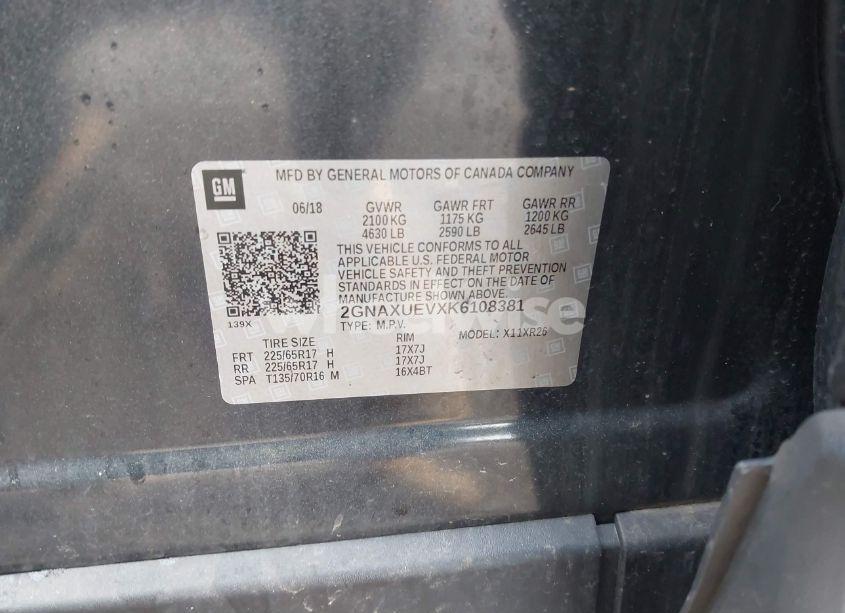 GM
MFD BY GENERAL MOTORS OF CANADA COMPANY
06/18 GVWR GAWR FRT GAWR RR
2100 KG 1175 KG 1200 KG
4630 LB 2590 LB 2645 LB
THIS VEHICLE CONFORMS TO ALL
APPLICABLE U.S. FEDERAL MOTOR
VEHICLE SAFETY AND THEFT PREVENTION
STANDARDS IN EFFECT ON THE DATE OF
MANUFACTURE SHOWN ABOVE.
2GNAXUEVXK6108381
139X
TYPE: M.P.V. MODEL: X11XR26
TIRE SIZE RIM
FRT 225/65R17 H 17X7J
RR 225/65R17 H 17X7J
SPA T135/70R16 M 16X4BT